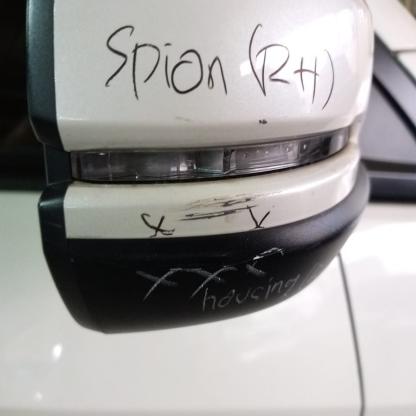 Spion (RH)
x x
x x x
housing